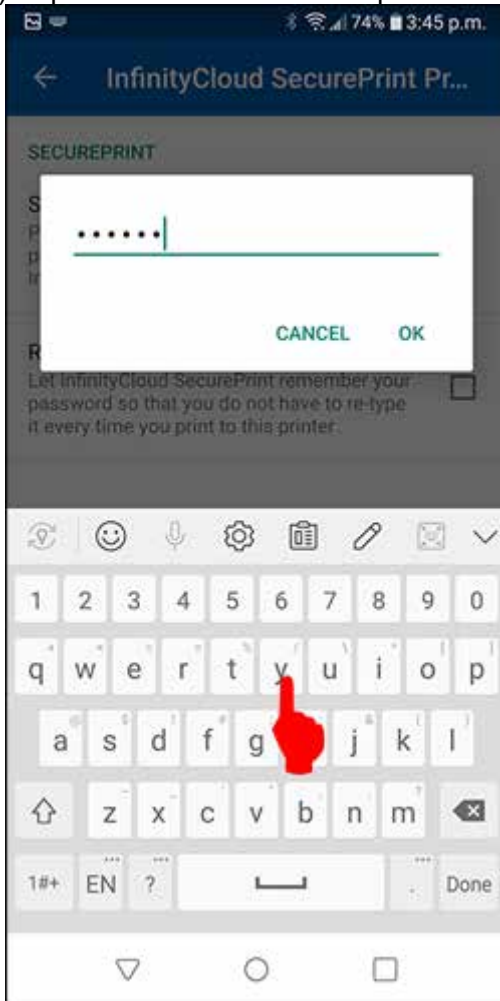 74% 3:45 p.m.
InfinityCloud SecurePrint Pr...
SECUREPRINT
S
P
p
••••••
CANCEL OK
R
Let InfinityCloud SecurePrint remember your
password so that you do not have to re-type
it every time you print to this printer.
1 2 3 4 5 6 7 8 9 0
q w e r t y u i o p
a s d f g j k l
z x c v b n m
1#+ EN ? . Done